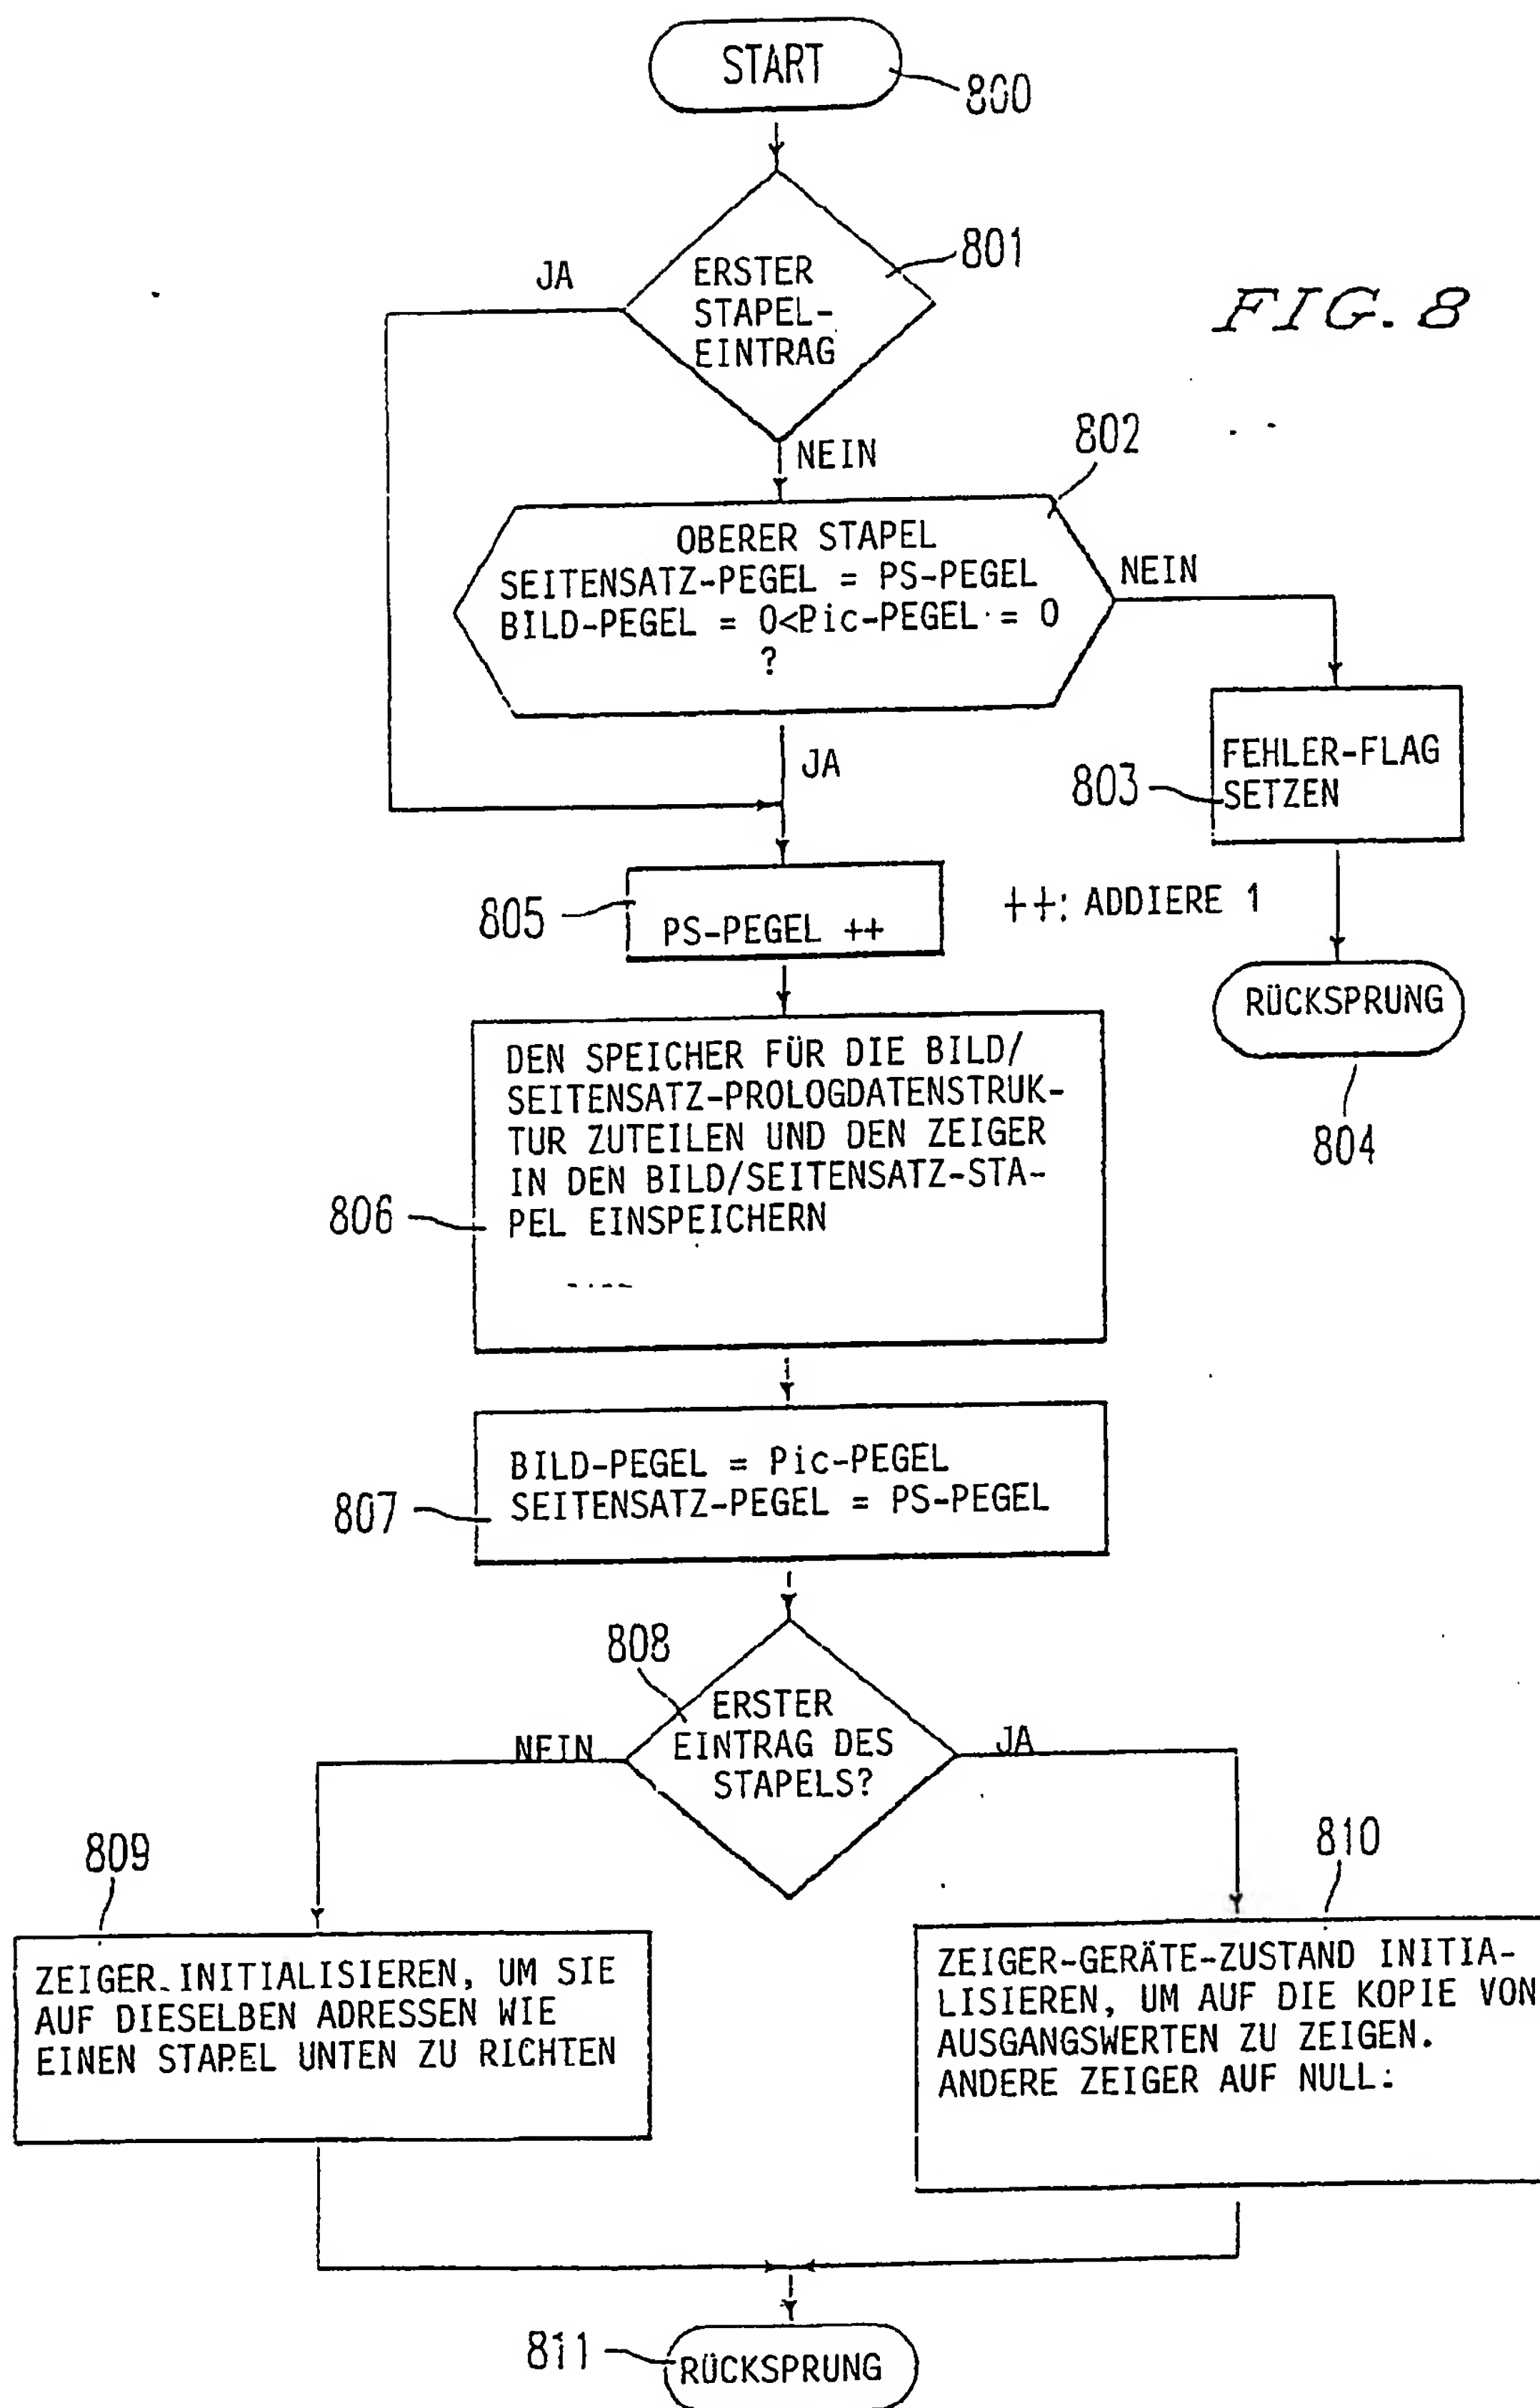 START
800
801
JA
ERSTER
STAPEL-
EINTRAG
FIG. 8
802
NEIN
OBERER STAPEL
SEITENSATZ-PEGEL = PS-PEGEL
BILD-PEGEL = 0<Pic-PEGEL = 0
?
NEIN
JA
803
FEHLER-FLAG
SETZEN
805
PS-PEGEL ++
++: ADDIERE 1
RÜCKSPRUNG
804
806
DEN SPEICHER FÜR DIE BILD/
SEITENSATZ-PROLOGDATENSTRUK-
TUR ZUTEILEN UND DEN ZEIGER
IN DEN BILD/SEITENSATZ-STA-
PEL EINSPEICHERN
807
BILD-PEGEL = Pic-PEGEL
SEITENSATZ-PEGEL = PS-PEGEL
808
ERSTER
EINTRAG DES
STAPELS?
NEIN
JA
809
810
ZEIGER INITIALISIEREN, UM SIE
AUF DIESELBEN ADRESSEN WIE
EINEN STAPEL UNTEN ZU RICHTEN
ZEIGER-GERÄTE-ZUSTAND INITIA-
LISIEREN, UM AUF DIE KOPIE VON
AUSGANGSWERTEN ZU ZEIGEN.
ANDERE ZEIGER AUF NULL:
811
RÜCKSPRUNG